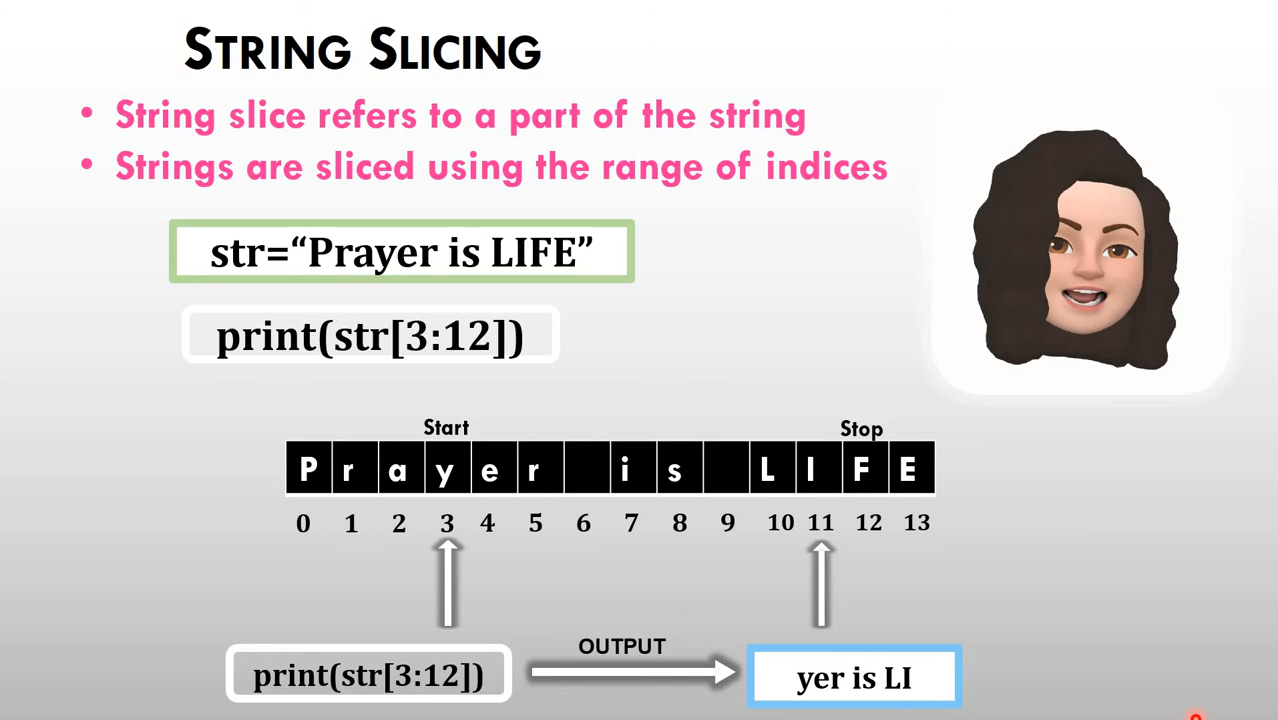 STRING SLICING
• String slice refers to a part of the string
• Strings are sliced using the range of indices
str=“Prayer is LIFE”
print(str[3:12])
Start Stop
P r a y e r i s L I F E
0 1 2 3 4 5 6 7 8 9 10 11 12 13
OUTPUT
print(str[3:12]) yer is LI